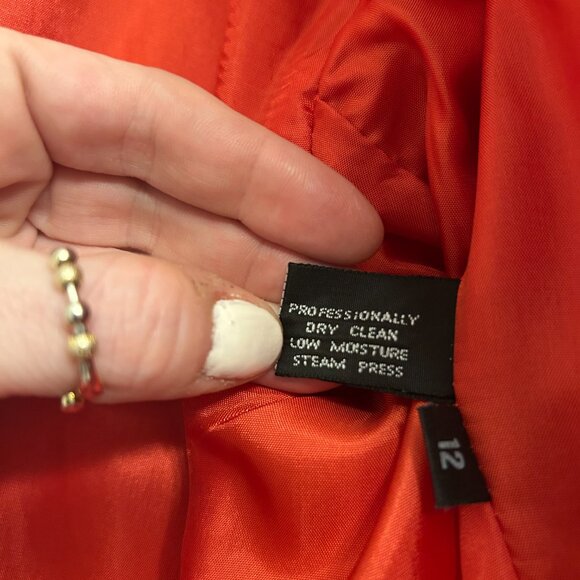 PROFESSIONALLY
DRY CLEAN
LOW MOISTURE
STEAM PRESS
12